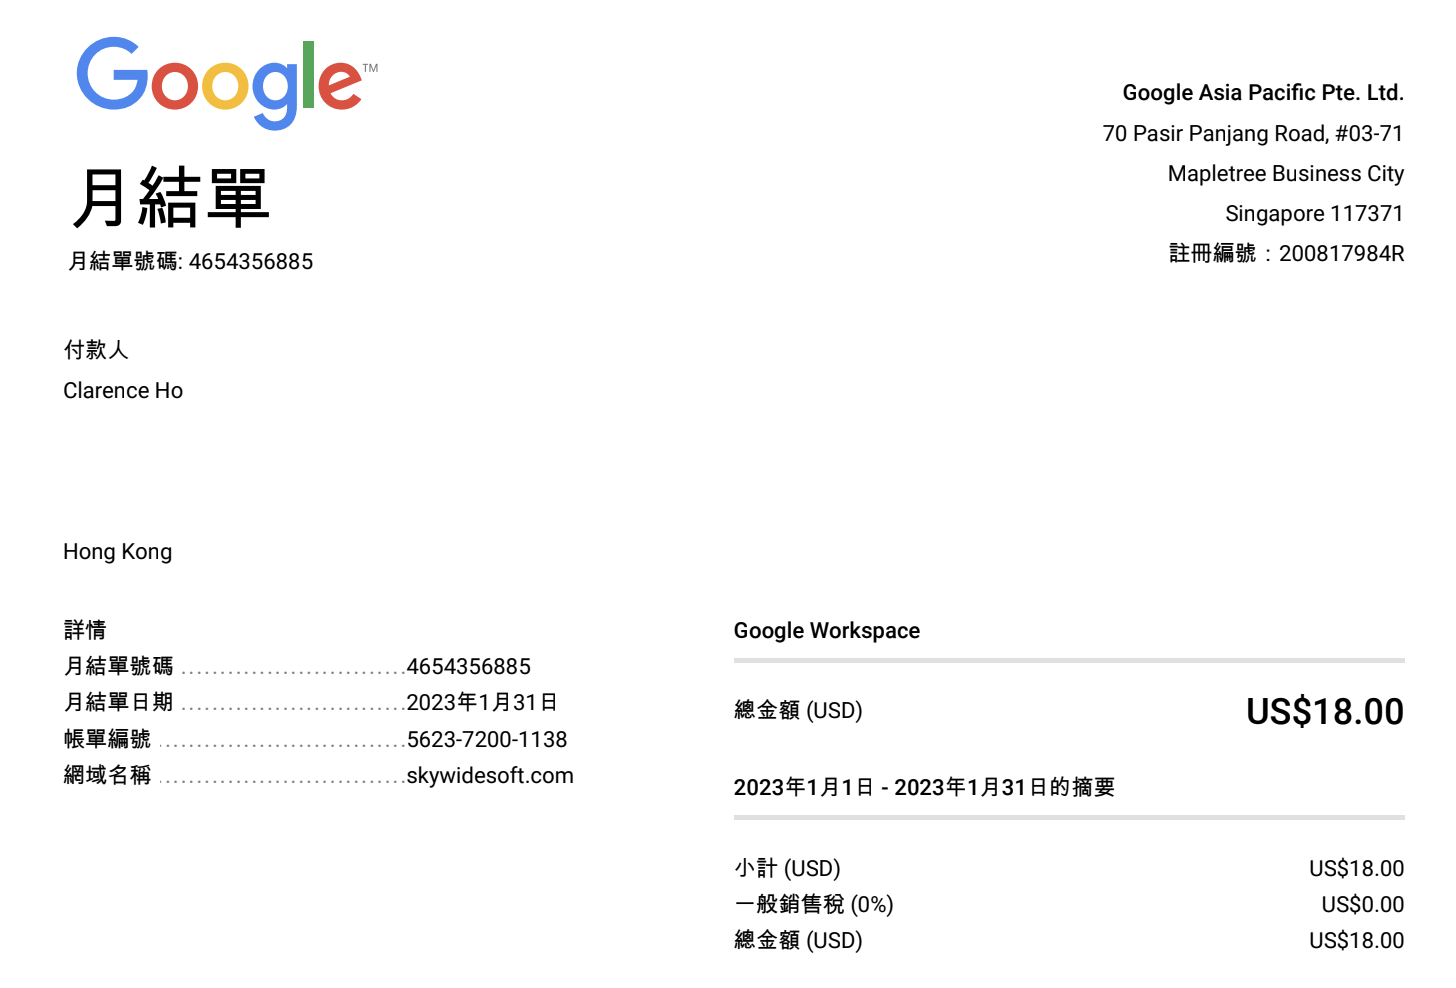 Google™
Google Asia Pacific Pte. Ltd.
70 Pasir Panjang Road, #03-71
Mapletree Business City
Singapore 117371
註冊編號：200817984R
月結單
月結單號碼: 4654356885
付款人
Clarence Ho
Hong Kong
詳情
月結單號碼 ............................4654356885
月結單日期 ............................2023年1月31日
帳單編號 ...............................5623-7200-1138
網域名稱 ...............................skywidesoft.com
Google Workspace
總金額 (USD) US$18.00
2023年1月1日 - 2023年1月31日的摘要
小計 (USD) US$18.00
一般銷售稅 (0%) US$0.00
總金額 (USD) US$18.00